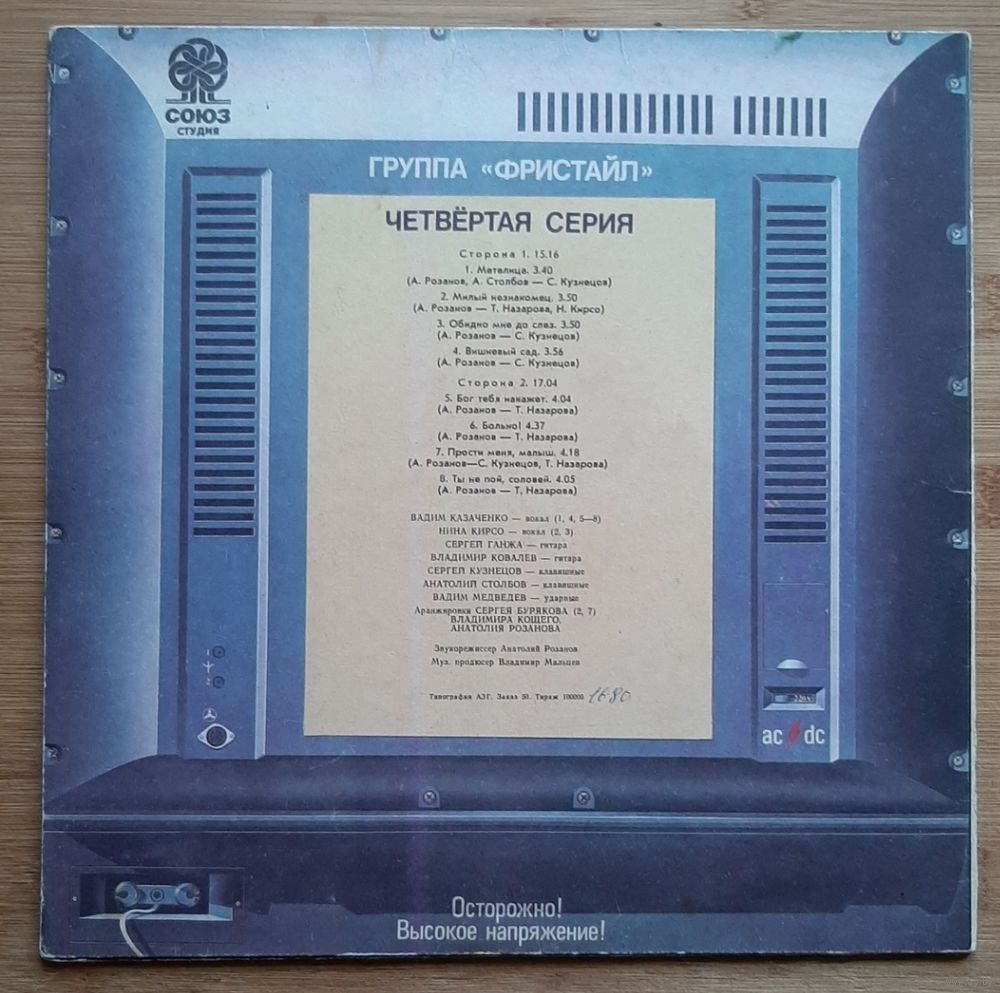 СОЮЗ
СТУДИЯ
ГРУППА «ФРИСТАЙЛ»
ЧЕТВЁРТАЯ СЕРИЯ
Сторона 1. 15.16
1. Метелица. 3.40
(А. Розанов, А. Столбов — С. Кузнецов)
2. Милый незнакомец. 3.50
(А. Розанов — Т. Назарова, Н. Кирсо)
3. Обидно мне до слез. 3.50
(А. Розанов — С. Кузнецов)
4. Вишневый сад. 3.56
(А. Розанов — С. Кузнецов)
Сторона 2. 17.04
5. Бог тебя накажет. 4.04
(А. Розанов — Т. Назарова)
6. Больно! 4.37
(А. Розанов — Т. Назарова)
7. Прости меня, малыш. 4.18
(А. Розанов—С. Кузнецов, Т. Назарова)
8. Ты не пой, соловей. 4.05
(А. Розанов — Т. Назарова)
ВАДИМ КАЗАЧЕНКО — вокал (1, 4, 5—8)
НИНА КИРСО — вокал (2, 3)
СЕРГЕЙ ГАНЖА — гитара
ВЛАДИМИР КОВАЛЕВ — гитара
СЕРГЕЙ КУЗНЕЦОВ — клавишные
АНАТОЛИЙ СТОЛБОВ — клавишные
ВАДИМ МЕДВЕДЕВ — ударные
Аранжировки СЕРГЕЯ БУРЯКОВА (2, 7)
ВЛАДИМИРА КОЩЕГО,
АНАТОЛИЯ РОЗАНОВА
Звукорежиссер Анатолий Розанов
Муз. продюсер Владимир Мальцев
Типография АЗГ. Заказ 50. Тираж 100000 1680
ac dc
Осторожно!
Высокое напряжение!